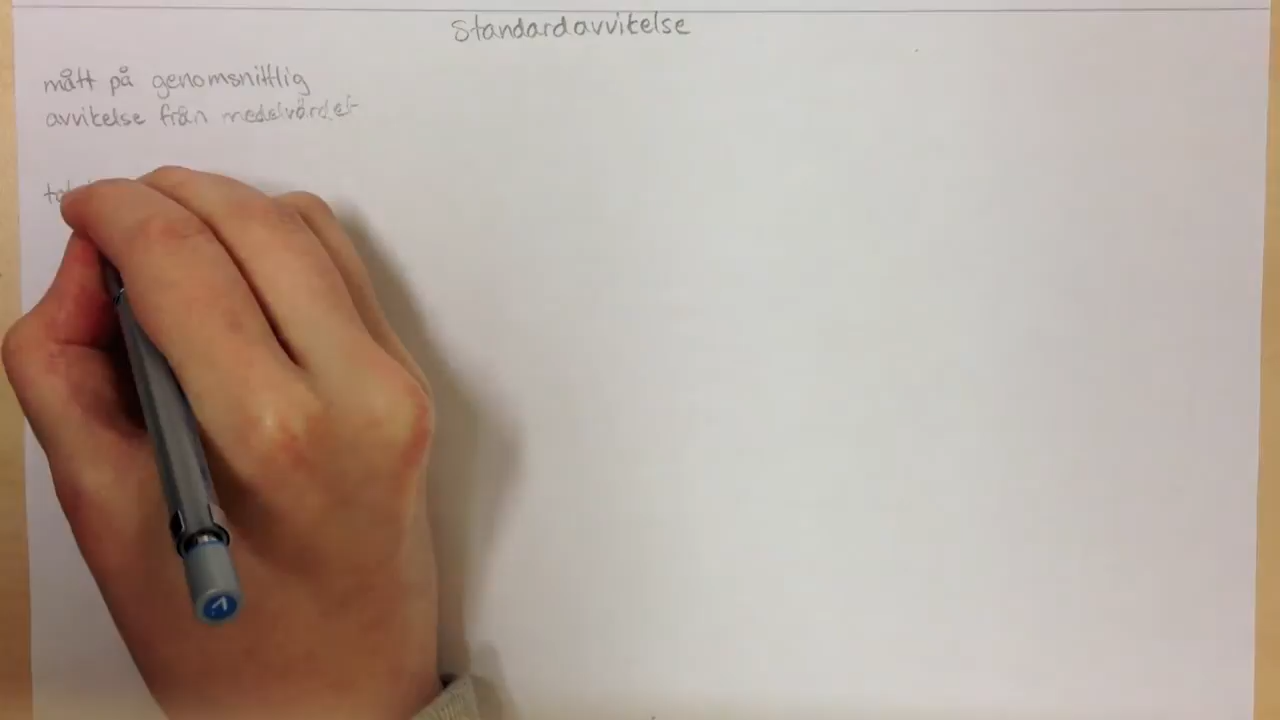 Standardavvikelse
mått på genomsnittlig
avvikelse från medelvärdet